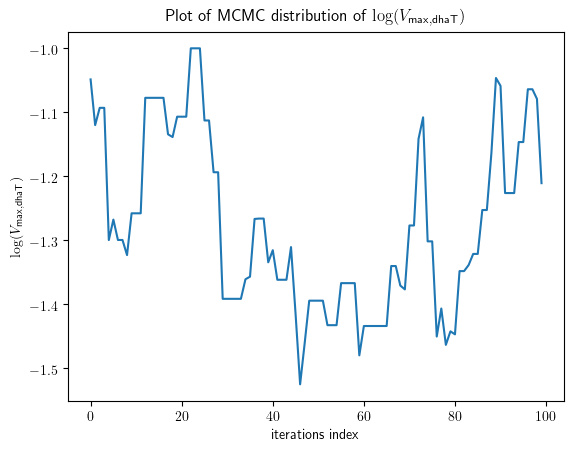 Plot of MCMC distribution of log(V_max,dhaT)
log(V_max,dhaT)
−1.0
−1.1
−1.2
−1.3
−1.4
−1.5
0 20 40 60 80 100
iterations index